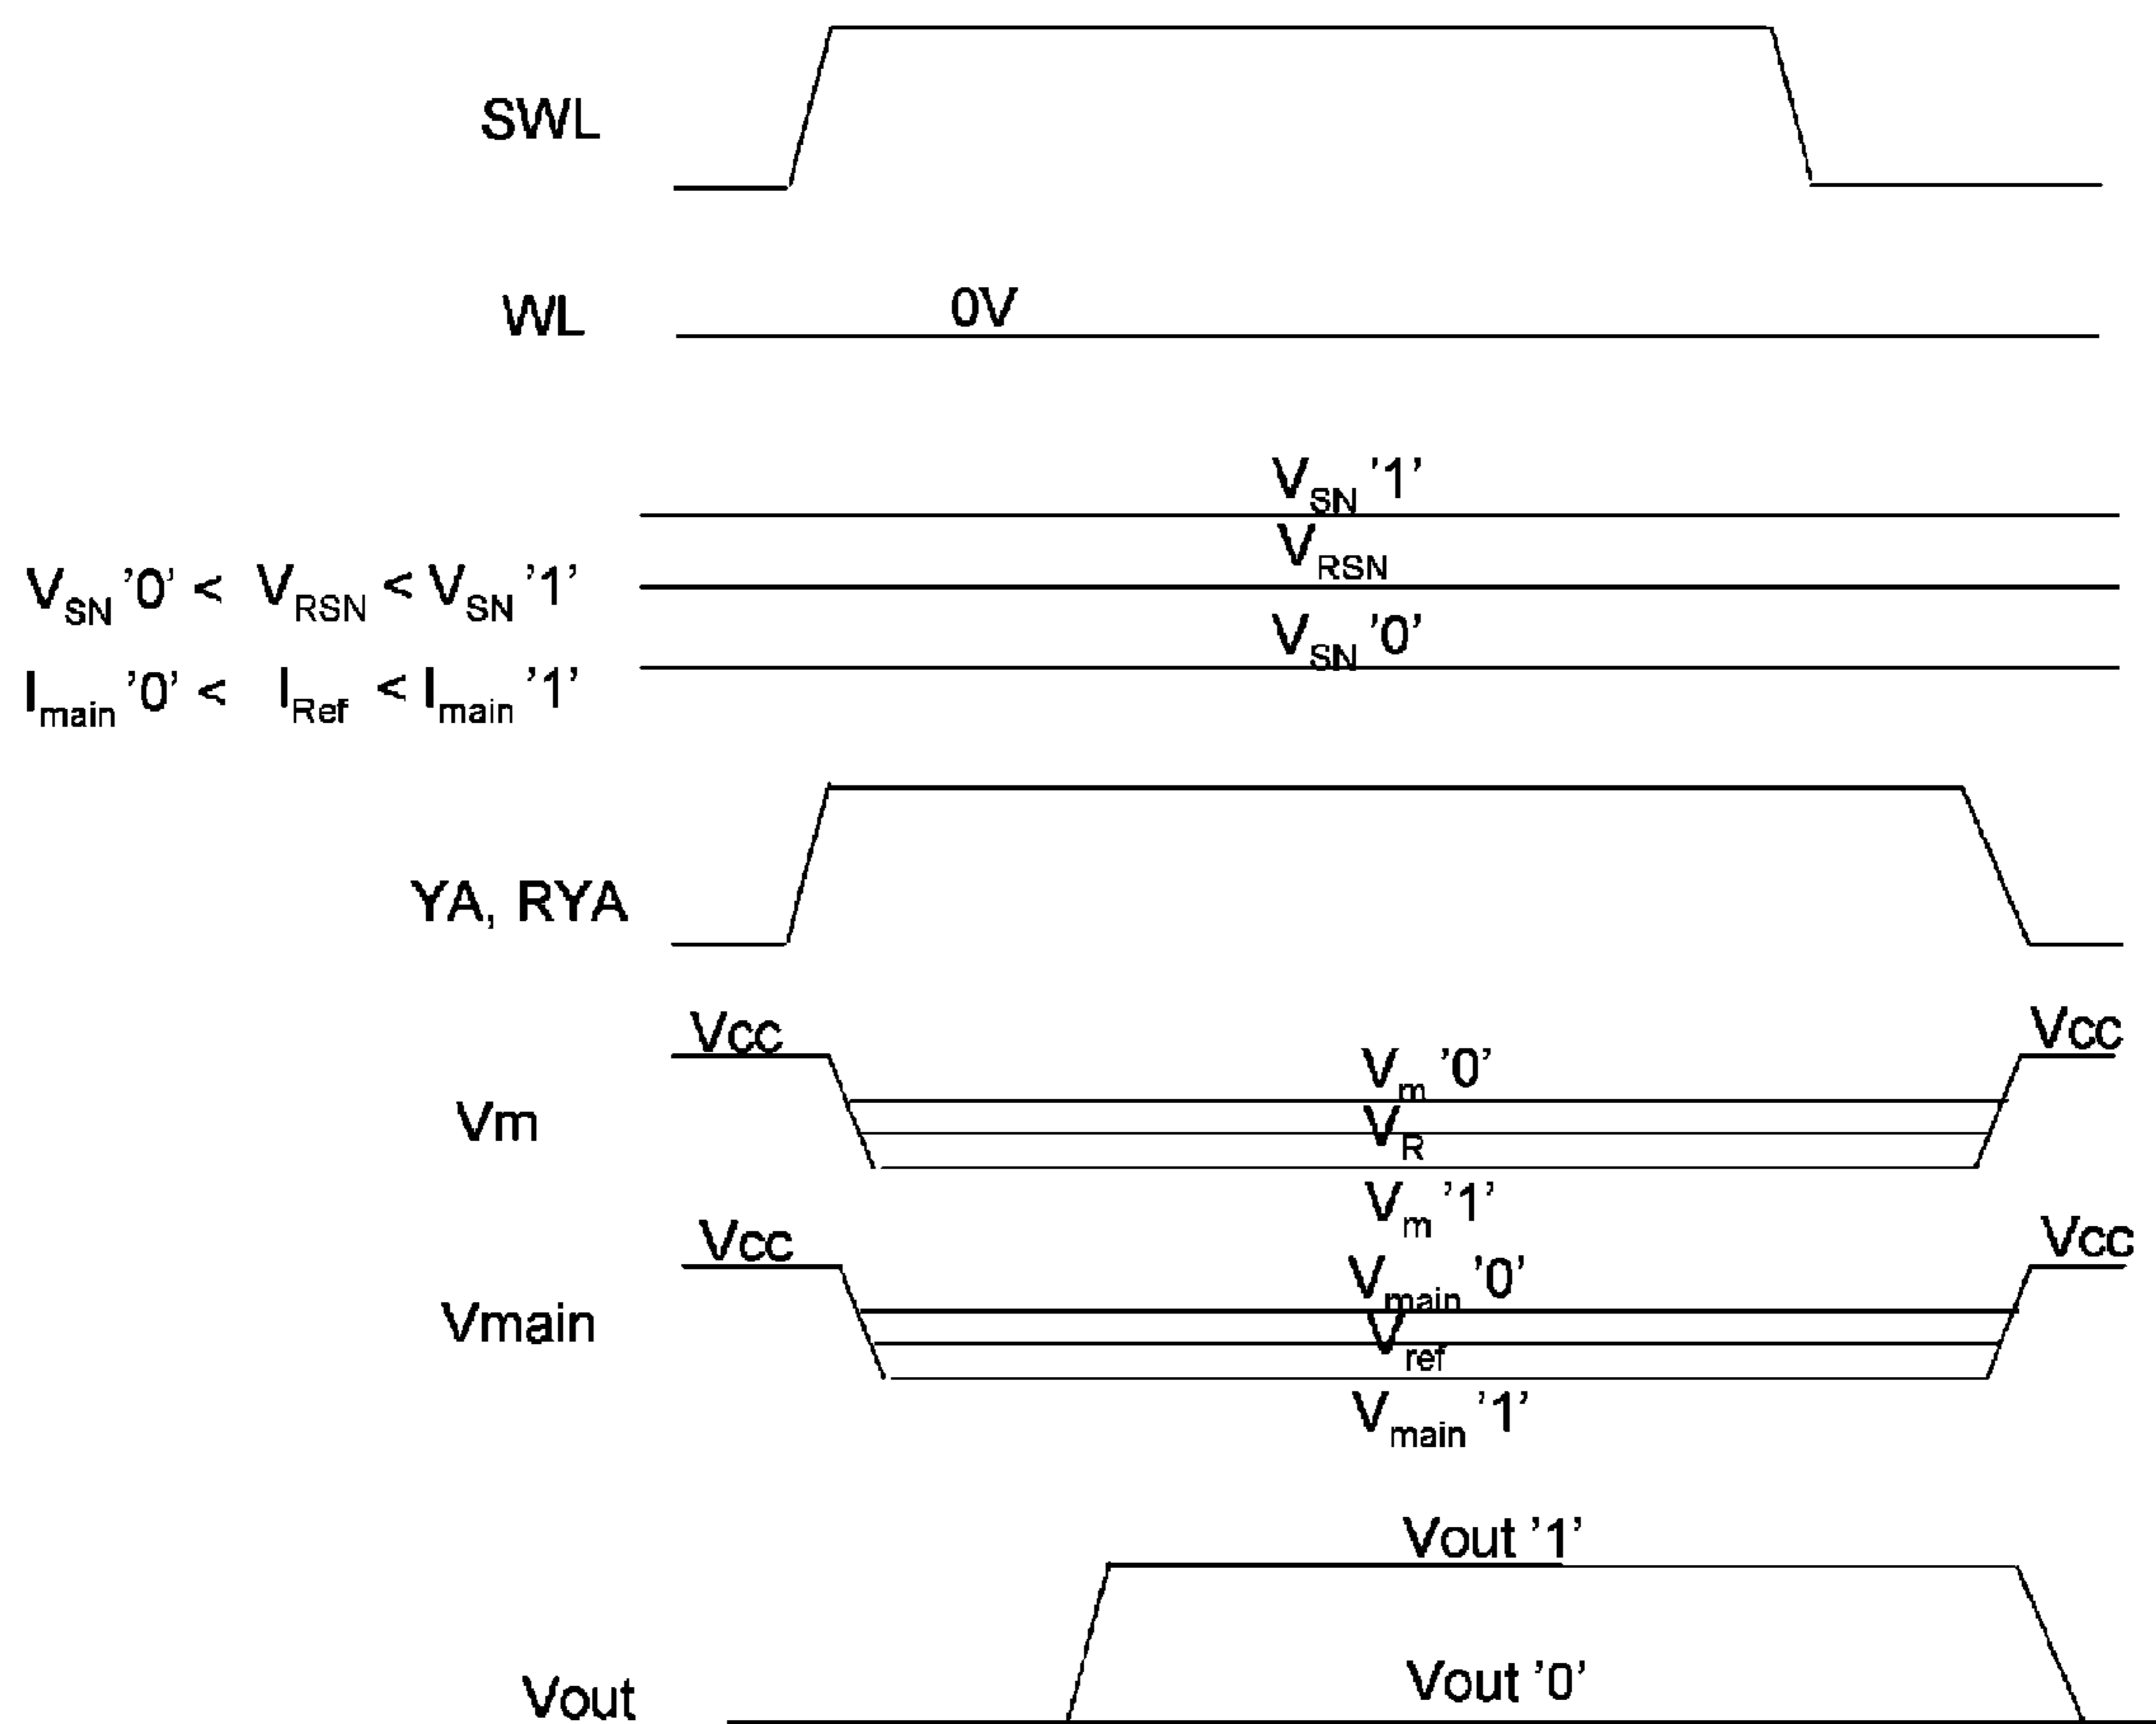 SWL
WL
0V
V_SN '1'
V_RSN
V_SN '0' < V_RSN < V_SN '1'
V_SN '0'
I_main '0' < I_Ref < I_main '1'
YA, RYA
Vcc
Vcc
V_m '0'
Vm
V_R
V_m '1'
Vcc
Vcc
V_main '0'
Vmain
V_ref
V_main '1'
Vout '1'
Vout
Vout '0'